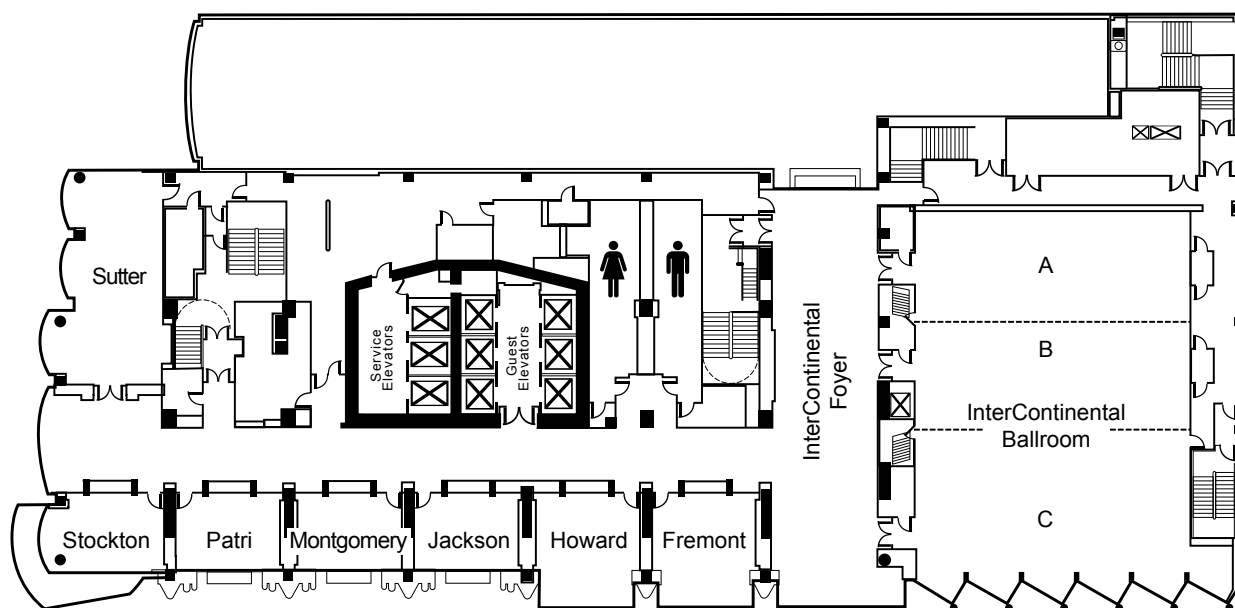 Sutter
Service
Elevators
Guest
Elevators
InterContinental
Foyer
A
B
InterContinental
Ballroom
C
Stockton
Patri
Montgomery
Jackson
Howard
Fremont